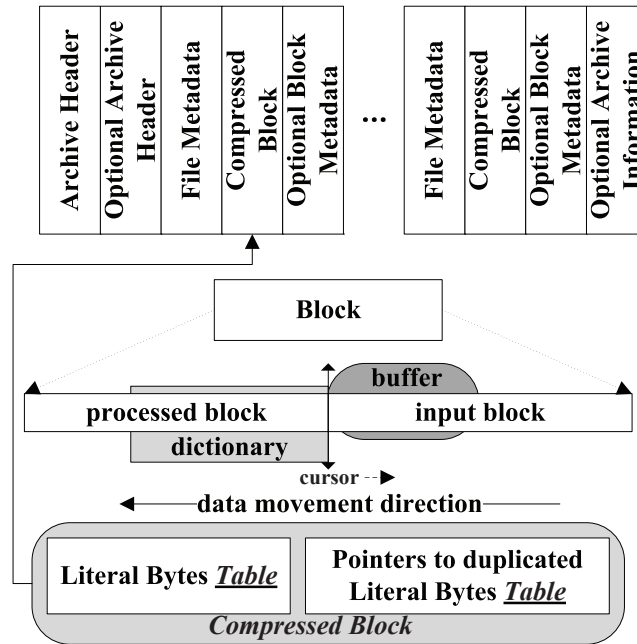 Archive Header
Optional Archive
Header
File Metadata
Compressed
Block
Optional Block
Metadata
...
File Metadata
Compressed
Block
Optional Block
Metadata
Optional Archive
Information
Block
buffer
processed block
input block
dictionary
cursor
data movement direction
Literal Bytes Table
Pointers to duplicated
Literal Bytes Table
Compressed Block